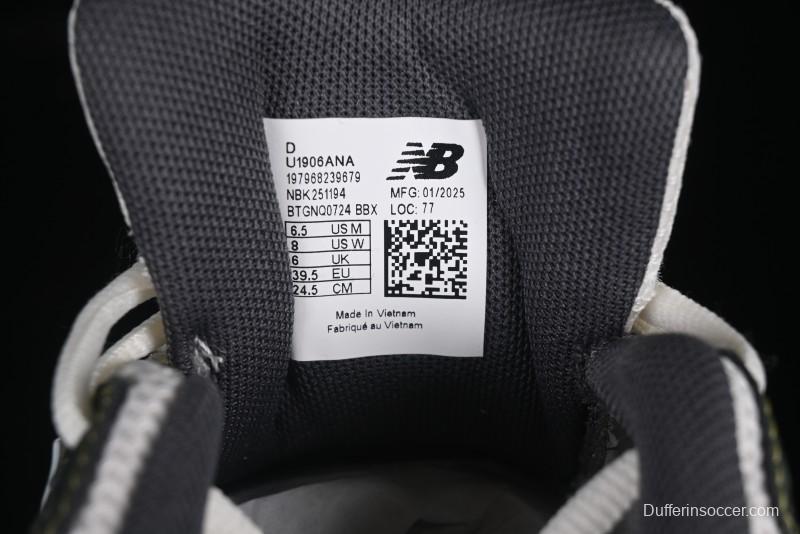 D
U1906ANA
197968239679
NBK251194
BTGNQ0724 BBX
NB
MFG: 01/2025
LOC: 77
6.5 US M
8 US W
6 UK
39.5 EU
24.5 CM
Made In Vietnam
Fabriqué au Vietnam
Dufferinsoccer.com